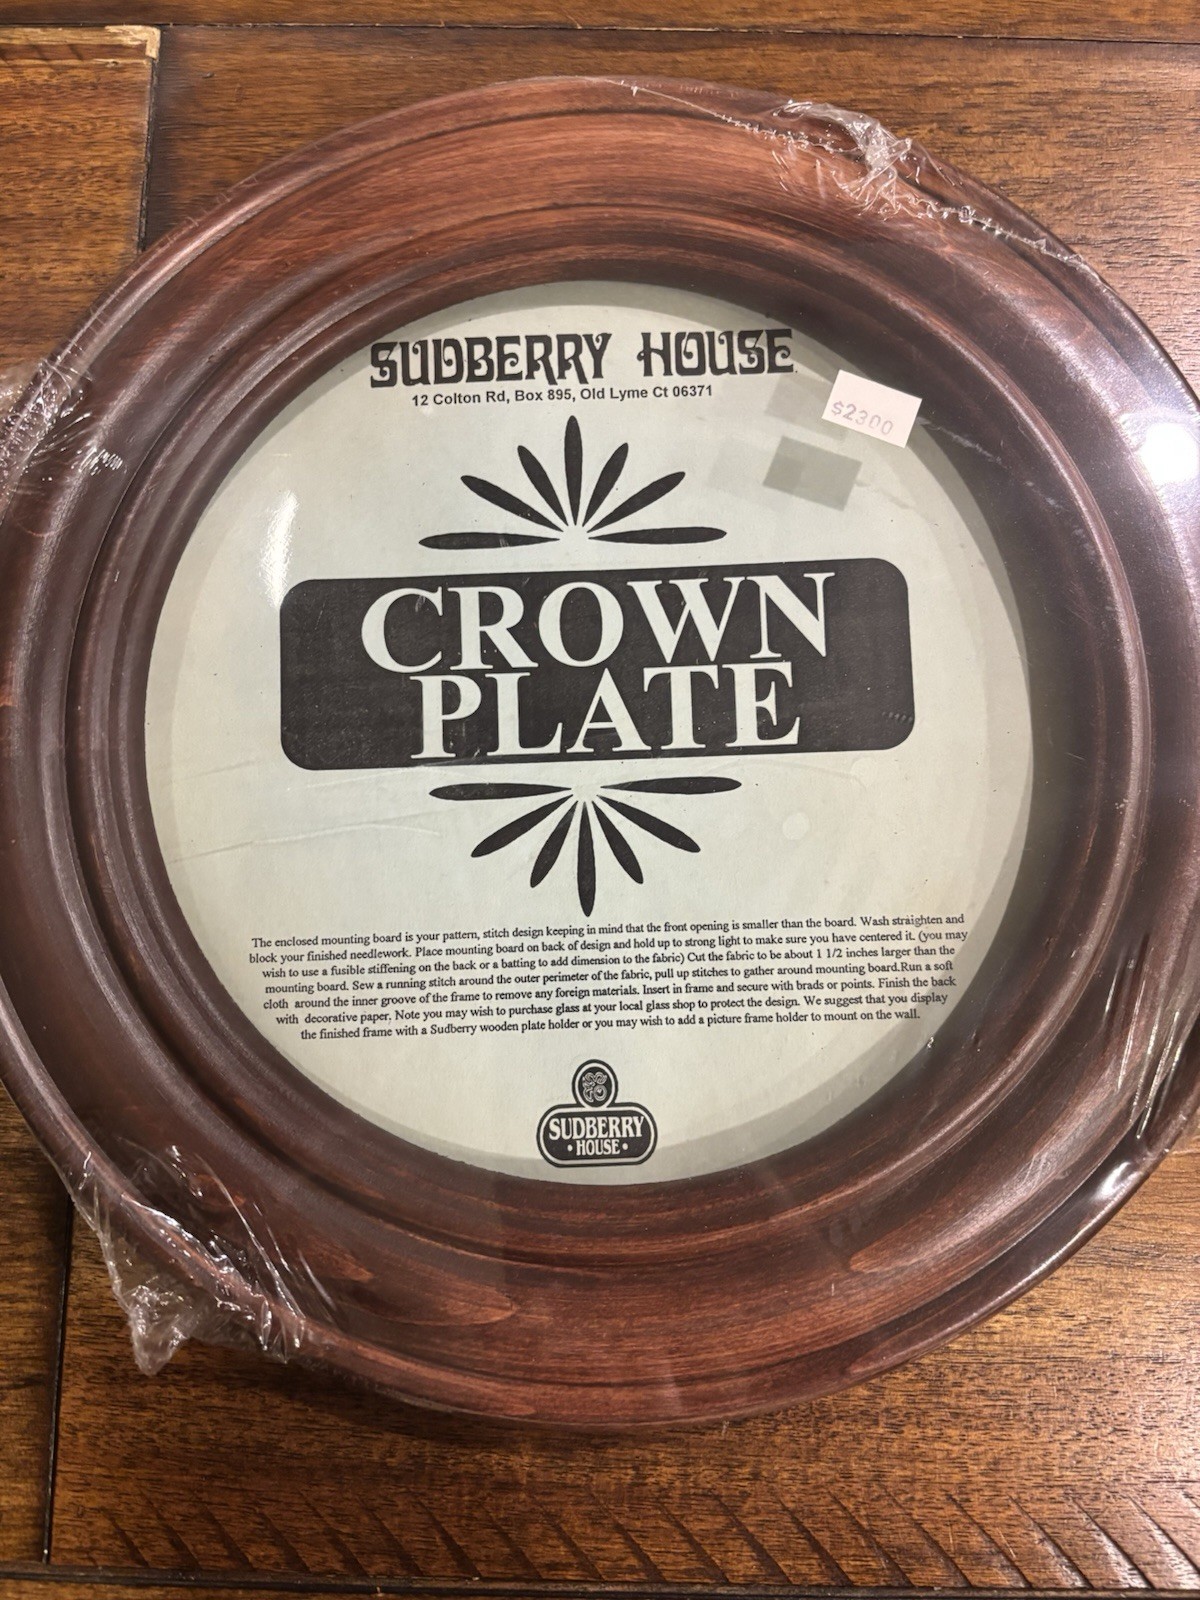 SUDBERRY HOUSE
12 Colton Rd, Box 895, Old Lyme Ct 06371
$2300
CROWN
PLATE
The enclosed mounting board is your pattern, stitch design keeping in mind that the front opening is smaller than the board. Wash straighten and
block your finished needlework. Place mounting board on back of design and hold up to strong light to make sure you have centered it. (you may
wish to use a fusible stiffening on the back or a batting to add dimension to the fabric) Cut the fabric to be about 1 1/2 inches larger than the
mounting board. Sew a running stitch around the outer perimeter of the fabric, pull up stitches to gather around mounting board.Run a soft
cloth around the inner groove of the frame to remove any foreign materials. Insert in frame and secure with brads or points. Finish the back
with decorative paper. Note you may wish to purchase glass at your local glass shop to protect the design. We suggest that you display
the finished frame with a Sudberry wooden plate holder or you may wish to add a picture frame holder to mount on the wall.
SUDBERRY
• HOUSE •